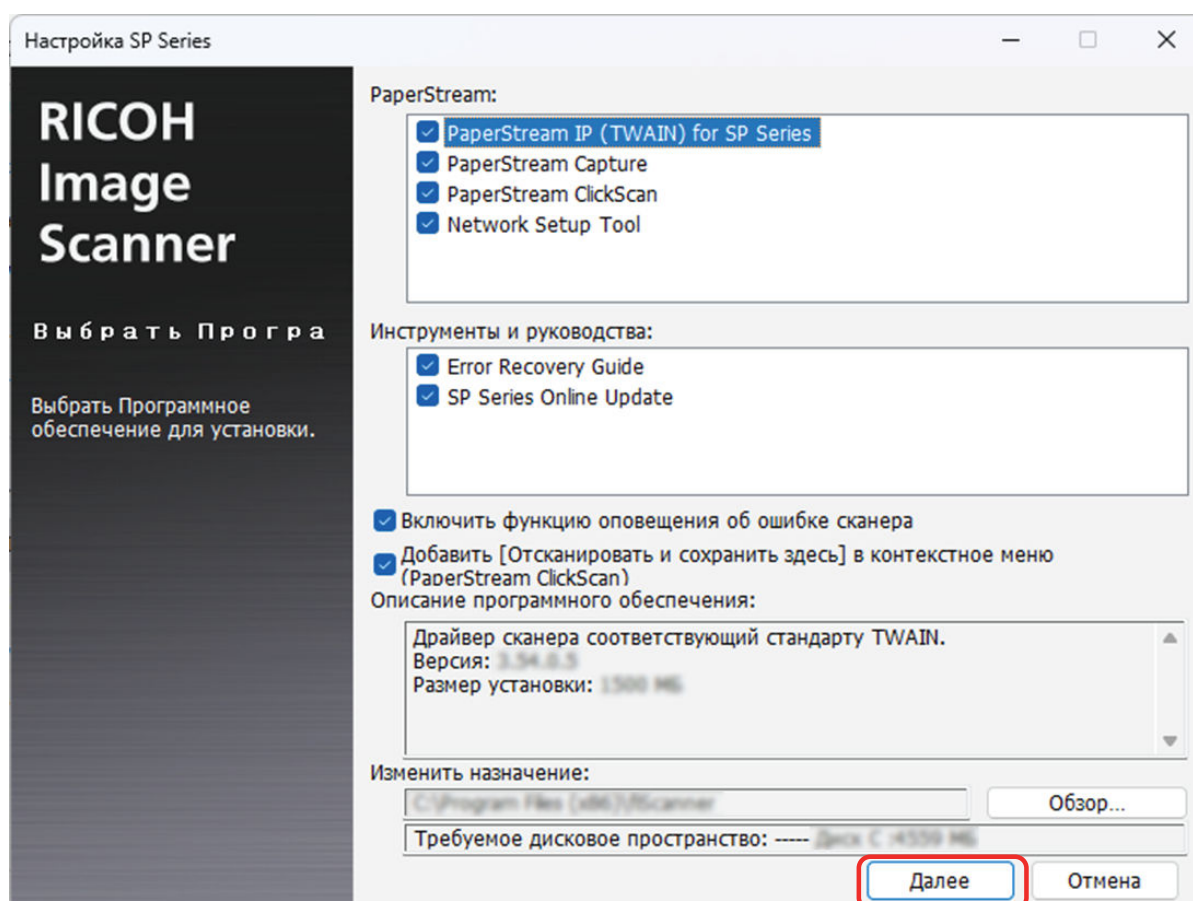 Настройка SP Series
RICOH
Image
Scanner
Выбрать Програ
Выбрать Программное
обеспечение для установки.
PaperStream:
PaperStream IP (TWAIN) for SP Series
PaperStream Capture
PaperStream ClickScan
Network Setup Tool
Инструменты и руководства:
Error Recovery Guide
SP Series Online Update
Включить функцию оповещения об ошибке сканера
Добавить [Отсканировать и сохранить здесь] в контекстное меню
(PaperStream ClickScan)
Описание программного обеспечения:
Драйвер сканера соответствующий стандарту TWAIN.
Версия:
Размер установки:
Изменить назначение:
Обзор...
Требуемое дисковое пространство: -----
Далее
Отмена